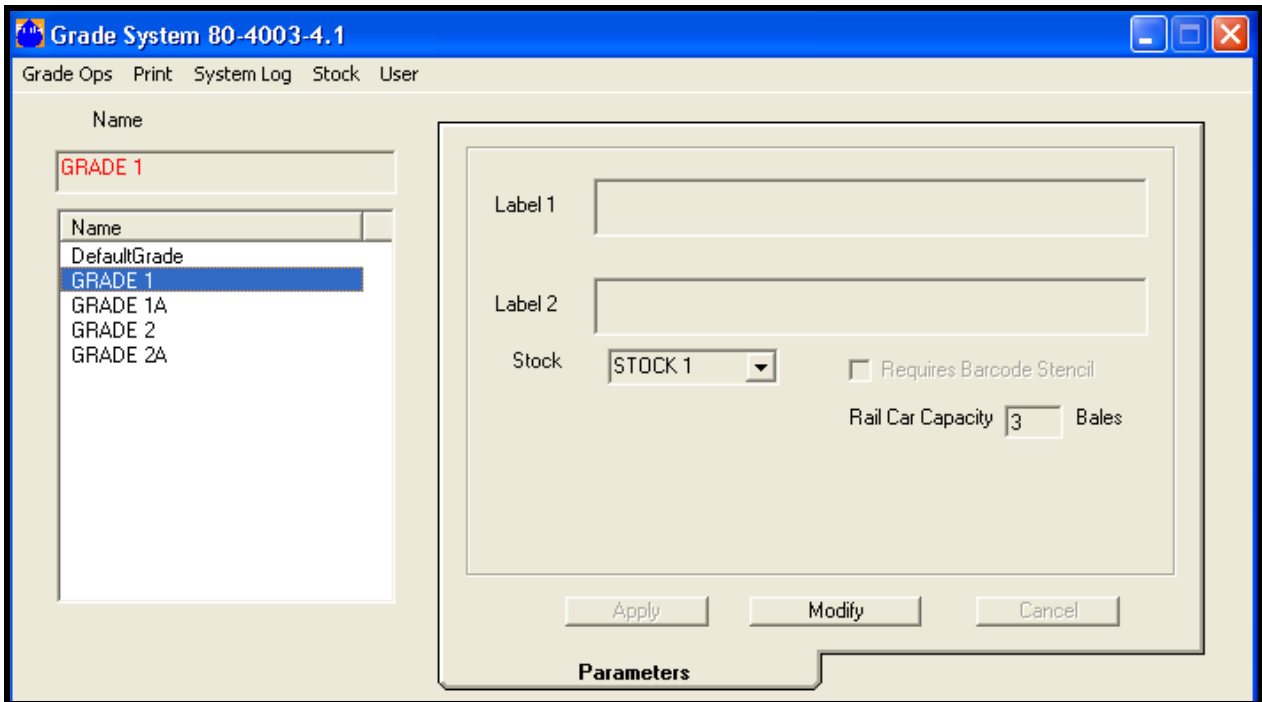 Grade System 80-4003-4.1
Grade Ops Print System Log Stock User
Name
GRADE 1
Name
DefaultGrade
GRADE 1
GRADE 1A
GRADE 2
GRADE 2A
Label 1
Label 2
Stock STOCK 1 Requires Barcode Stencil
Rail Car Capacity 3 Bales
Apply Modify Cancel
Parameters